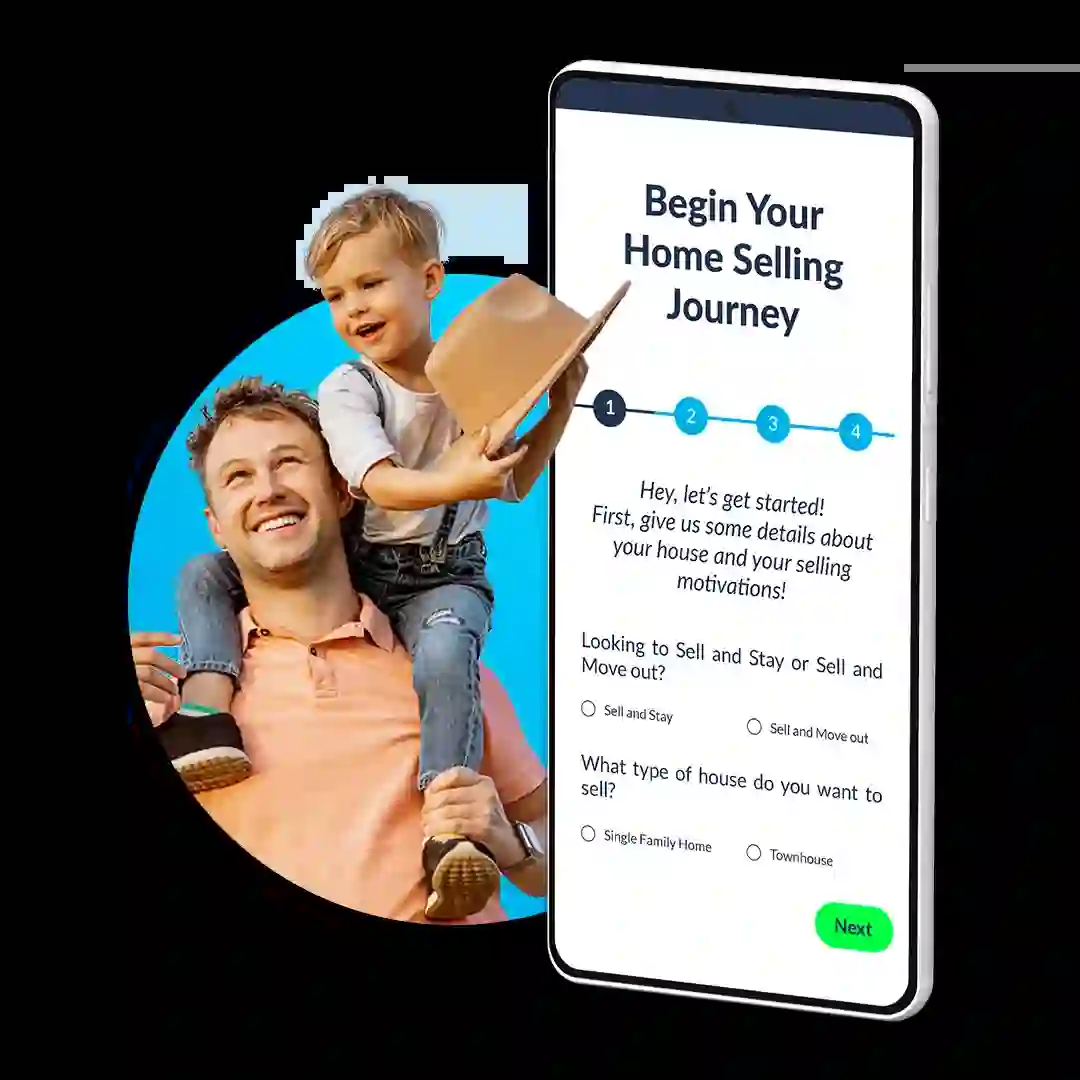 Begin Your
Home Selling
Journey
1 2 3 4
Hey, let's get started!
First, give us some details about
your house and your selling
motivations!
Looking to Sell and Stay or Sell and
Move out?
Sell and Stay Sell and Move out
What type of house do you want to
sell?
Single Family Home Townhouse
Next